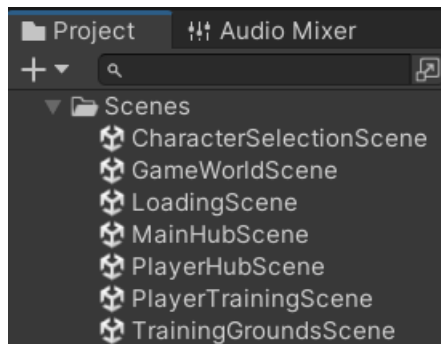 Project Audio Mixer
Scenes
CharacterSelectionScene
GameWorldScene
LoadingScene
MainHubScene
PlayerHubScene
PlayerTrainingScene
TrainingGroundsScene